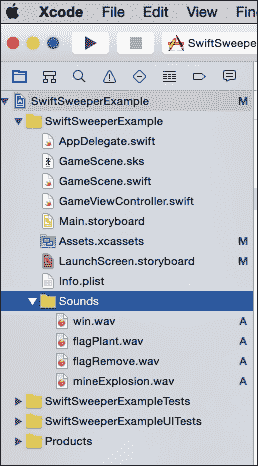 Xcode File Edit View Fin
SwiftSweeperEx
SwiftSweeperExample M
SwiftSweeperExample
AppDelegate.swift
GameScene.sks
GameScene.swift
GameViewController.swift
Main.storyboard
Assets.xcassets M
LaunchScreen.storyboard M
Info.plist
Sounds
win.wav A
flagPlant.wav A
flagRemove.wav A
mineExplosion.wav A
SwiftSweeperExampleTests
SwiftSweeperExampleUITests
Products